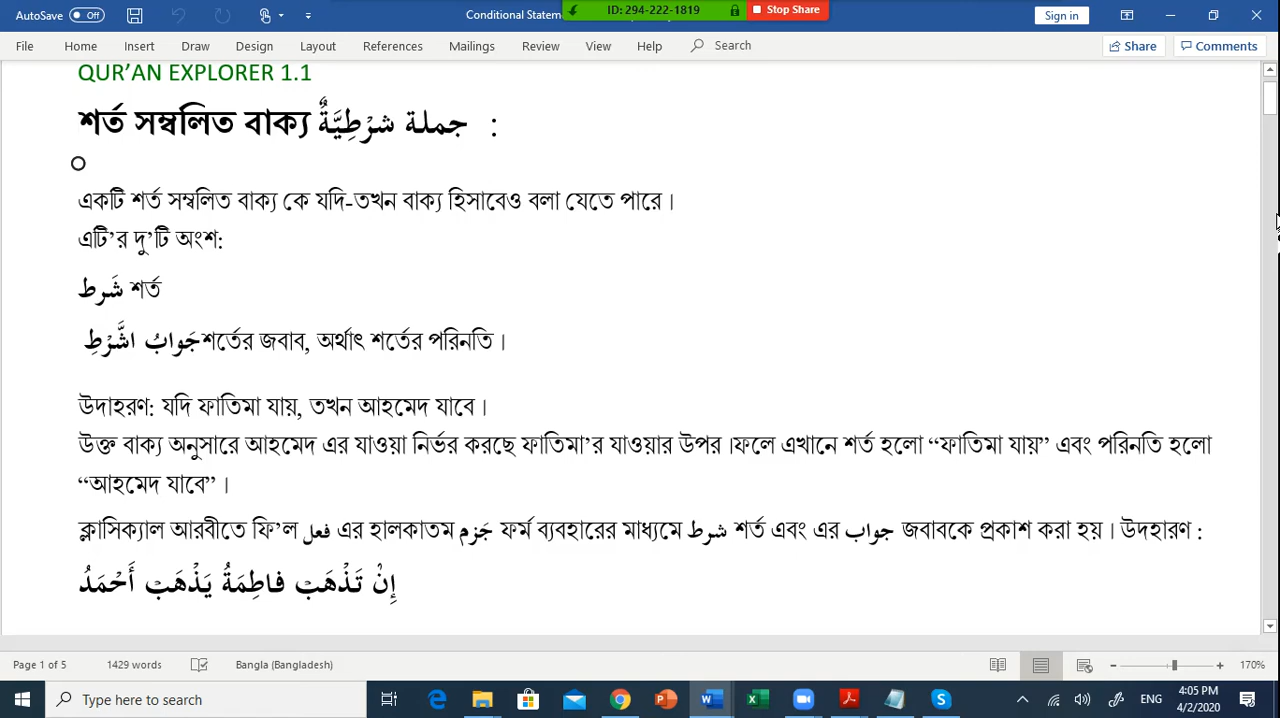 AutoSave Off
Conditional Statem
ID: 294-222-1819
Stop Share
Sign in
File Home Insert Draw Design Layout References Mailings Review View Help Search Share Comments
QUR’AN EXPLORER 1.1
শর্ত সম্বলিত বাক্য جملة شرْطِيَّةٌ :
একটি শর্ত সম্বলিত বাক্য কে যদি-তখন বাক্য হিসাবেও বলা যেতে পারে।
এটি’র দু’টি অংশ:
شَرط শর্ত
جَوابُ اشَّرْطِ শর্তের জবাব, অর্থাৎ শর্তের পরিনতি।
উদাহরণ: যদি ফাতিমা যায়, তখন আহমেদ যাবে।
উক্ত বাক্য অনুসারে আহমেদ এর যাওয়া নির্ভর করছে ফাতিমা’র যাওয়ার উপর।ফলে এখানে শর্ত হলো “ফাতিমা যায়” এবং পরিনতি হলো
“আহমেদ যাবে”।
ক্লাসিক্যাল আরবীতে ফি’ল فعل এর হালকাতম جَزم ফর্ম ব্যবহারের মাধ্যমে شرط শর্ত এবং এর جواب জবাবকে প্রকাশ করা হয়। উদহারণ :
إِنْ تَذْهَبْ فاطِمَةُ يَذْهَبْ أَحْمَدُ
Page 1 of 5 1429 words Bangla (Bangladesh) 170%
Type here to search
ENG
4:05 PM
4/2/2020